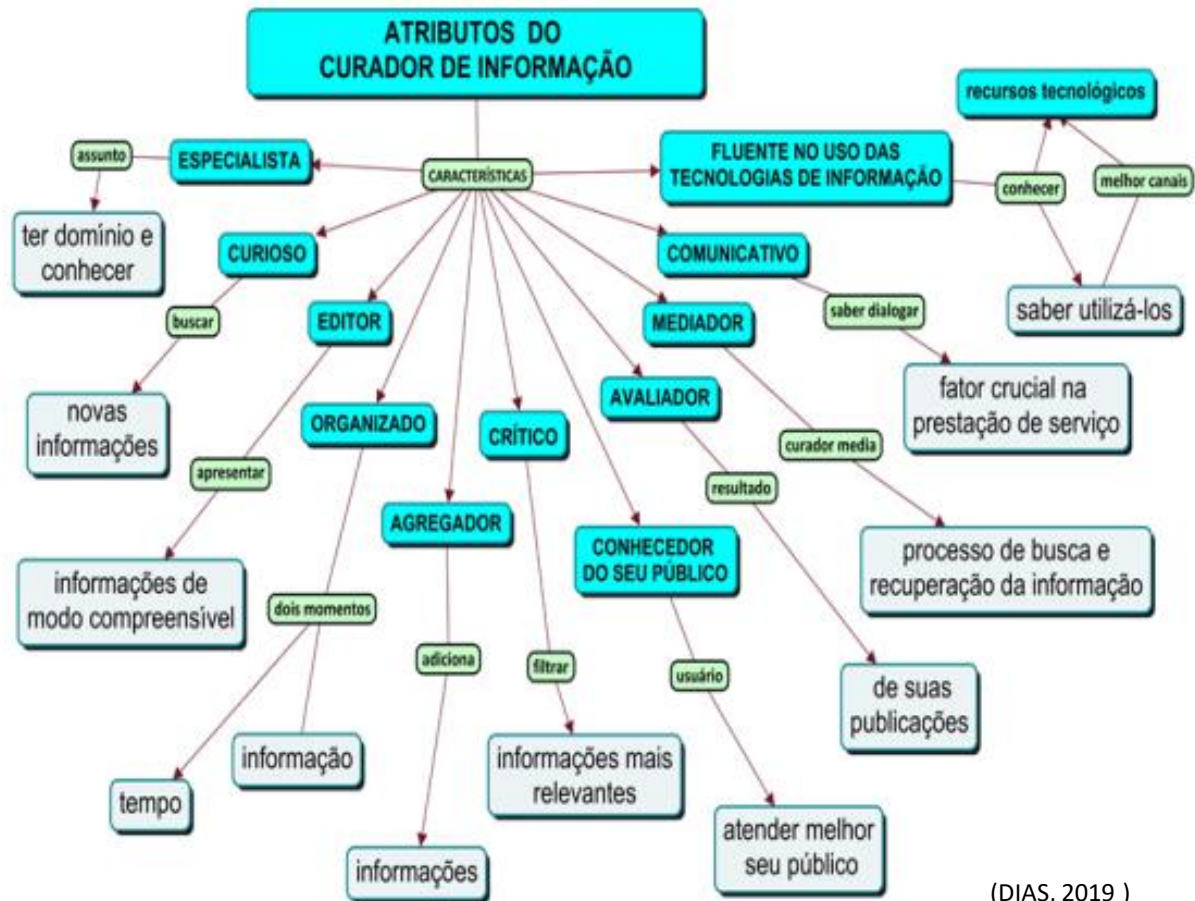 ATRIBUTOS DO
CURADOR DE INFORMAÇÃO
recursos tecnológicos
assunto
ESPECIALISTA
CARACTERÍSTICAS
FLUENTE NO USO DAS
TECNOLOGIAS DE INFORMAÇÃO
conhecer
melhor canais
ter domínio e
conhecer
CURIOSO
COMUNICATIVO
buscar
EDITOR
MEDIADOR
saber dialogar
saber utilizá-los
novas
informações
ORGANIZADO
CRÍTICO
AVALIADOR
fator crucial na
prestação de serviço
apresentar
curador media
resultado
AGREGADOR
CONHECEDOR
DO SEU PÚBLICO
processo de busca e
recuperação da informação
informações de
modo compreensível
dois momentos
adiciona
filtrar
usuário
de suas
publicações
informação
informações mais
relevantes
tempo
atender melhor
seu público
informações
(DIAS, 2019 )